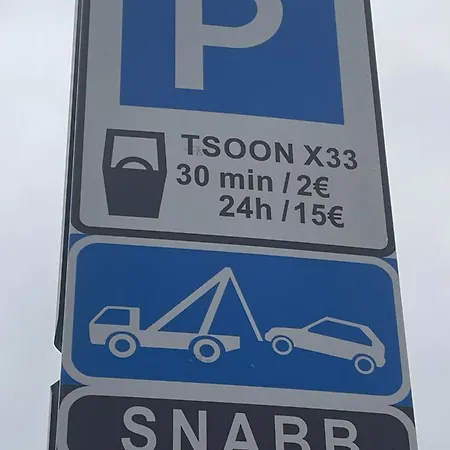 P
TSOON X33
30 min / 2€
24h / 15€
SNABB